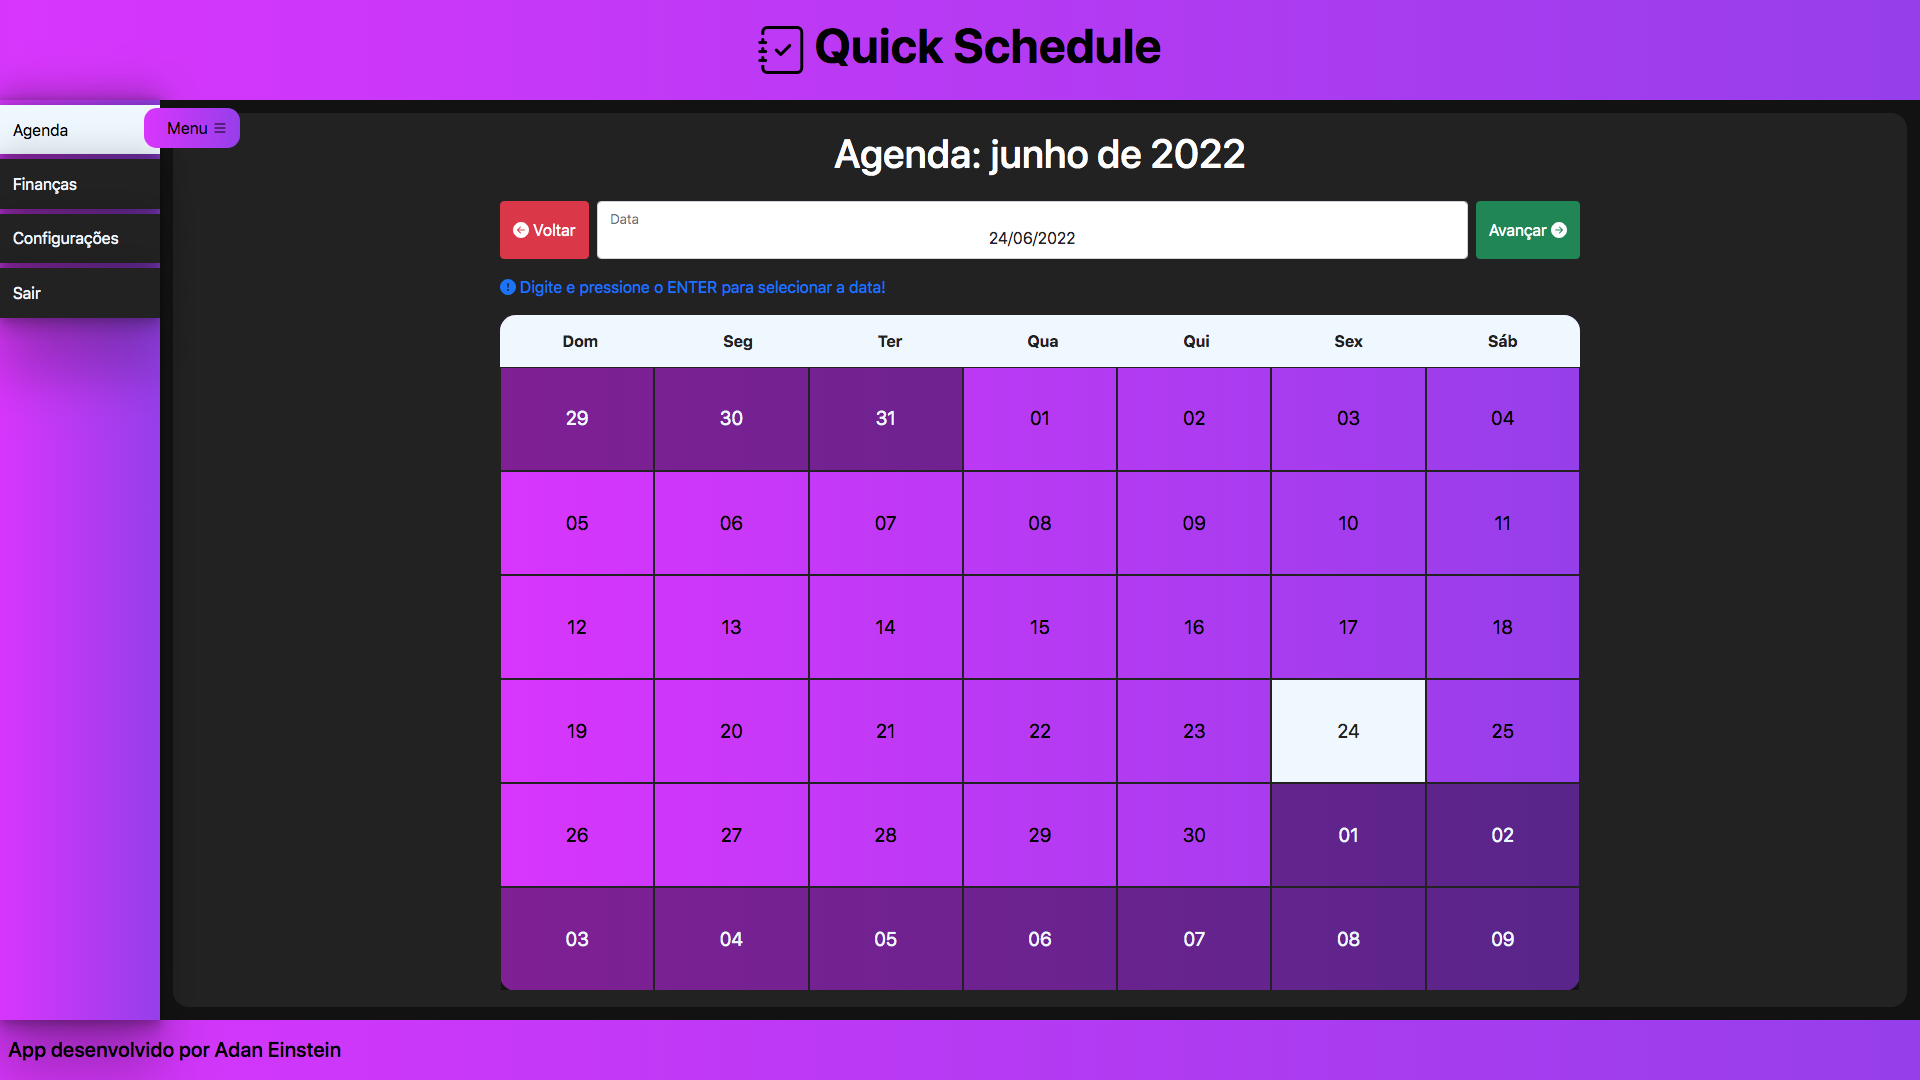 Quick Schedule
Agenda
Finanças
Configurações
Sair
Menu
Agenda: junho de 2022
Voltar
Data
24/06/2022
Avançar
Digite e pressione o ENTER para selecionar a data!
Dom Seg Ter Qua Qui Sex Sáb
29 30 31 01 02 03 04
05 06 07 08 09 10 11
12 13 14 15 16 17 18
19 20 21 22 23 24 25
26 27 28 29 30 01 02
03 04 05 06 07 08 09
App desenvolvido por Adan Einstein